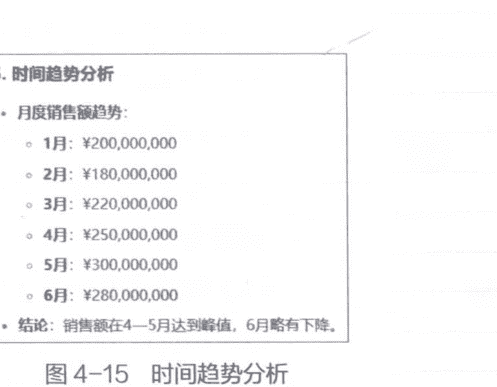 . 时间趋势分析
• 月度销售额趋势:
○ 1月: ¥200,000,000
○ 2月: ¥180,000,000
○ 3月: ¥220,000,000
○ 4月: ¥250,000,000
○ 5月: ¥300,000,000
○ 6月: ¥280,000,000
• 结论: 销售额在4—5月达到峰值，6月略有下降。
图 4-15 时间趋势分析